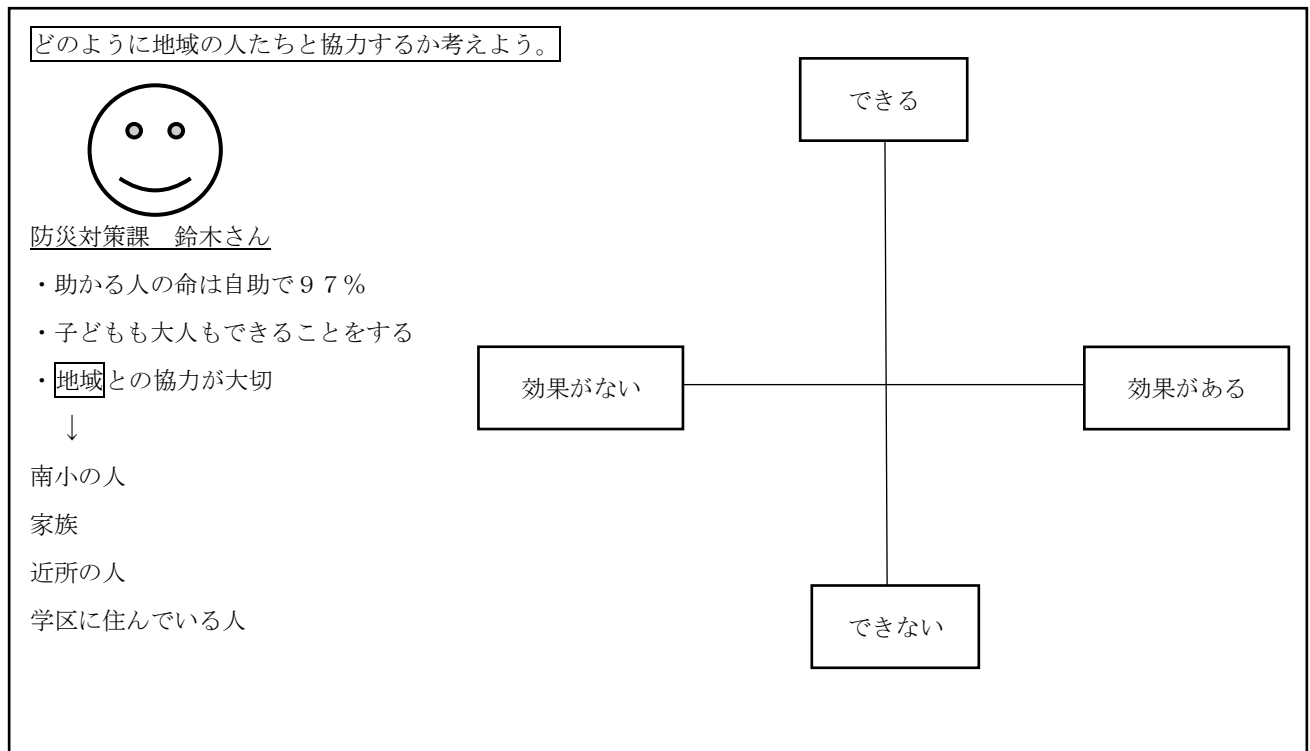 どのように地域の人たちと協力するか考えよう。
防災対策課　鈴木さん
・助かる人の命は自助で９７％
・子どもも大人もできることをする
・地域との協力が大切
↓
南小の人
家族
近所の人
学区に住んでいる人
できる
効果がない
効果がある
できない